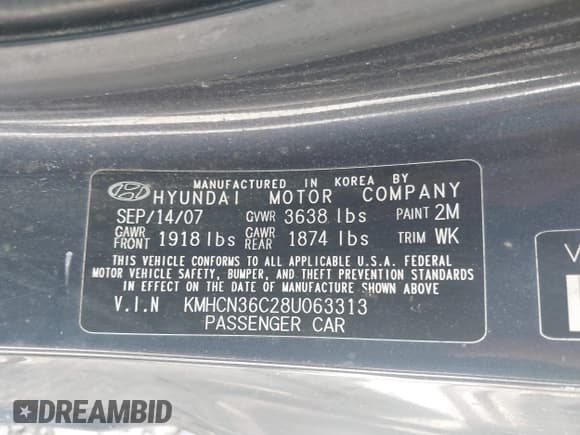 MANUFACTURED IN KOREA BY
HYUNDAI MOTOR COMPANY
SEP/14/07 GVWR 3638 lbs PAINT 2M
GAWR FRONT 1918 lbs GAWR REAR 1874 lbs TRIM WK
THIS VEHICLE CONFORMS TO ALL APPLICABLE U.S.A. FEDERAL
MOTOR VEHICLE SAFETY, BUMPER, AND THEFT PREVENTION STANDARDS
IN EFFECT ON THE DATE OF MANUFACTURE SHOWN ABOVE
V.I.N KMHCN36C28U063313
PASSENGER CAR
V
DREAMBID